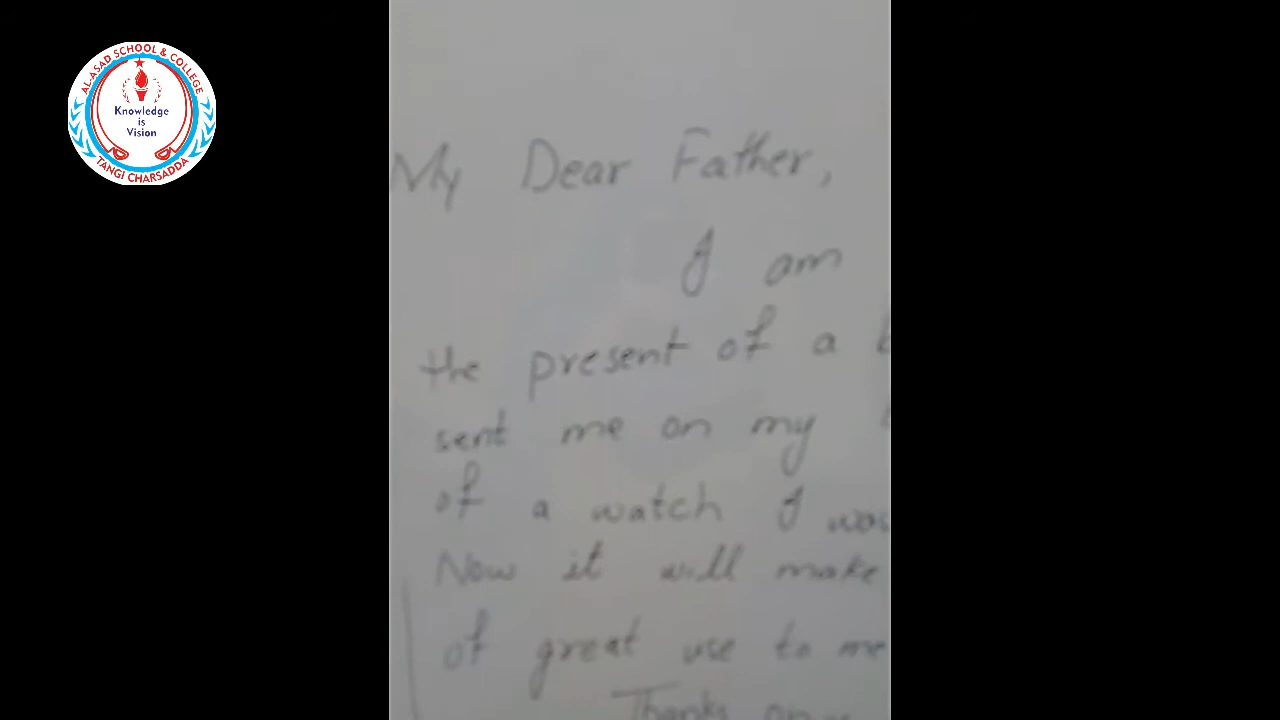 AL-ASAD SCHOOL & COLLEGE
Knowledge
is
Vision
TANGI CHARSADDA
My Dear Father,
I am
the present of a
sent me on my
of a watch I
Now it will make
of great use to me
Thanks